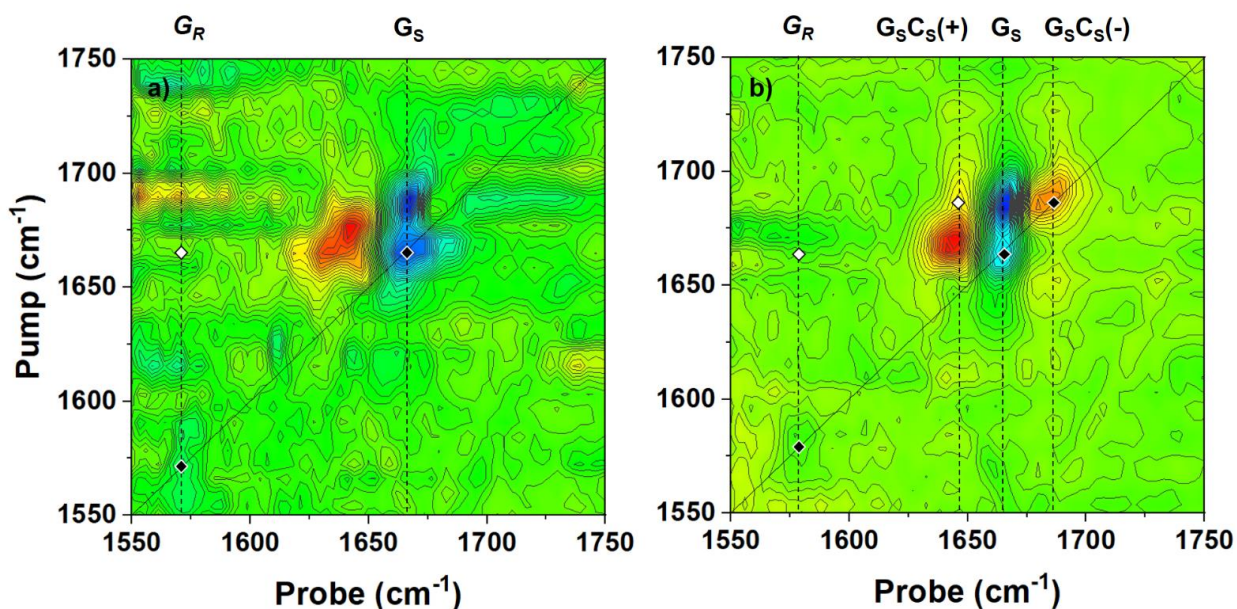 G_R G_S
G_R G_SC_S(+) G_S G_SC_S(-)
a)
b)
Pump (cm⁻¹)
1750
1700
1650
1600
1550
1750
1700
1650
1600
1550
1550 1600 1650 1700 1750
1550 1600 1650 1700 1750
Probe (cm⁻¹)
Probe (cm⁻¹)